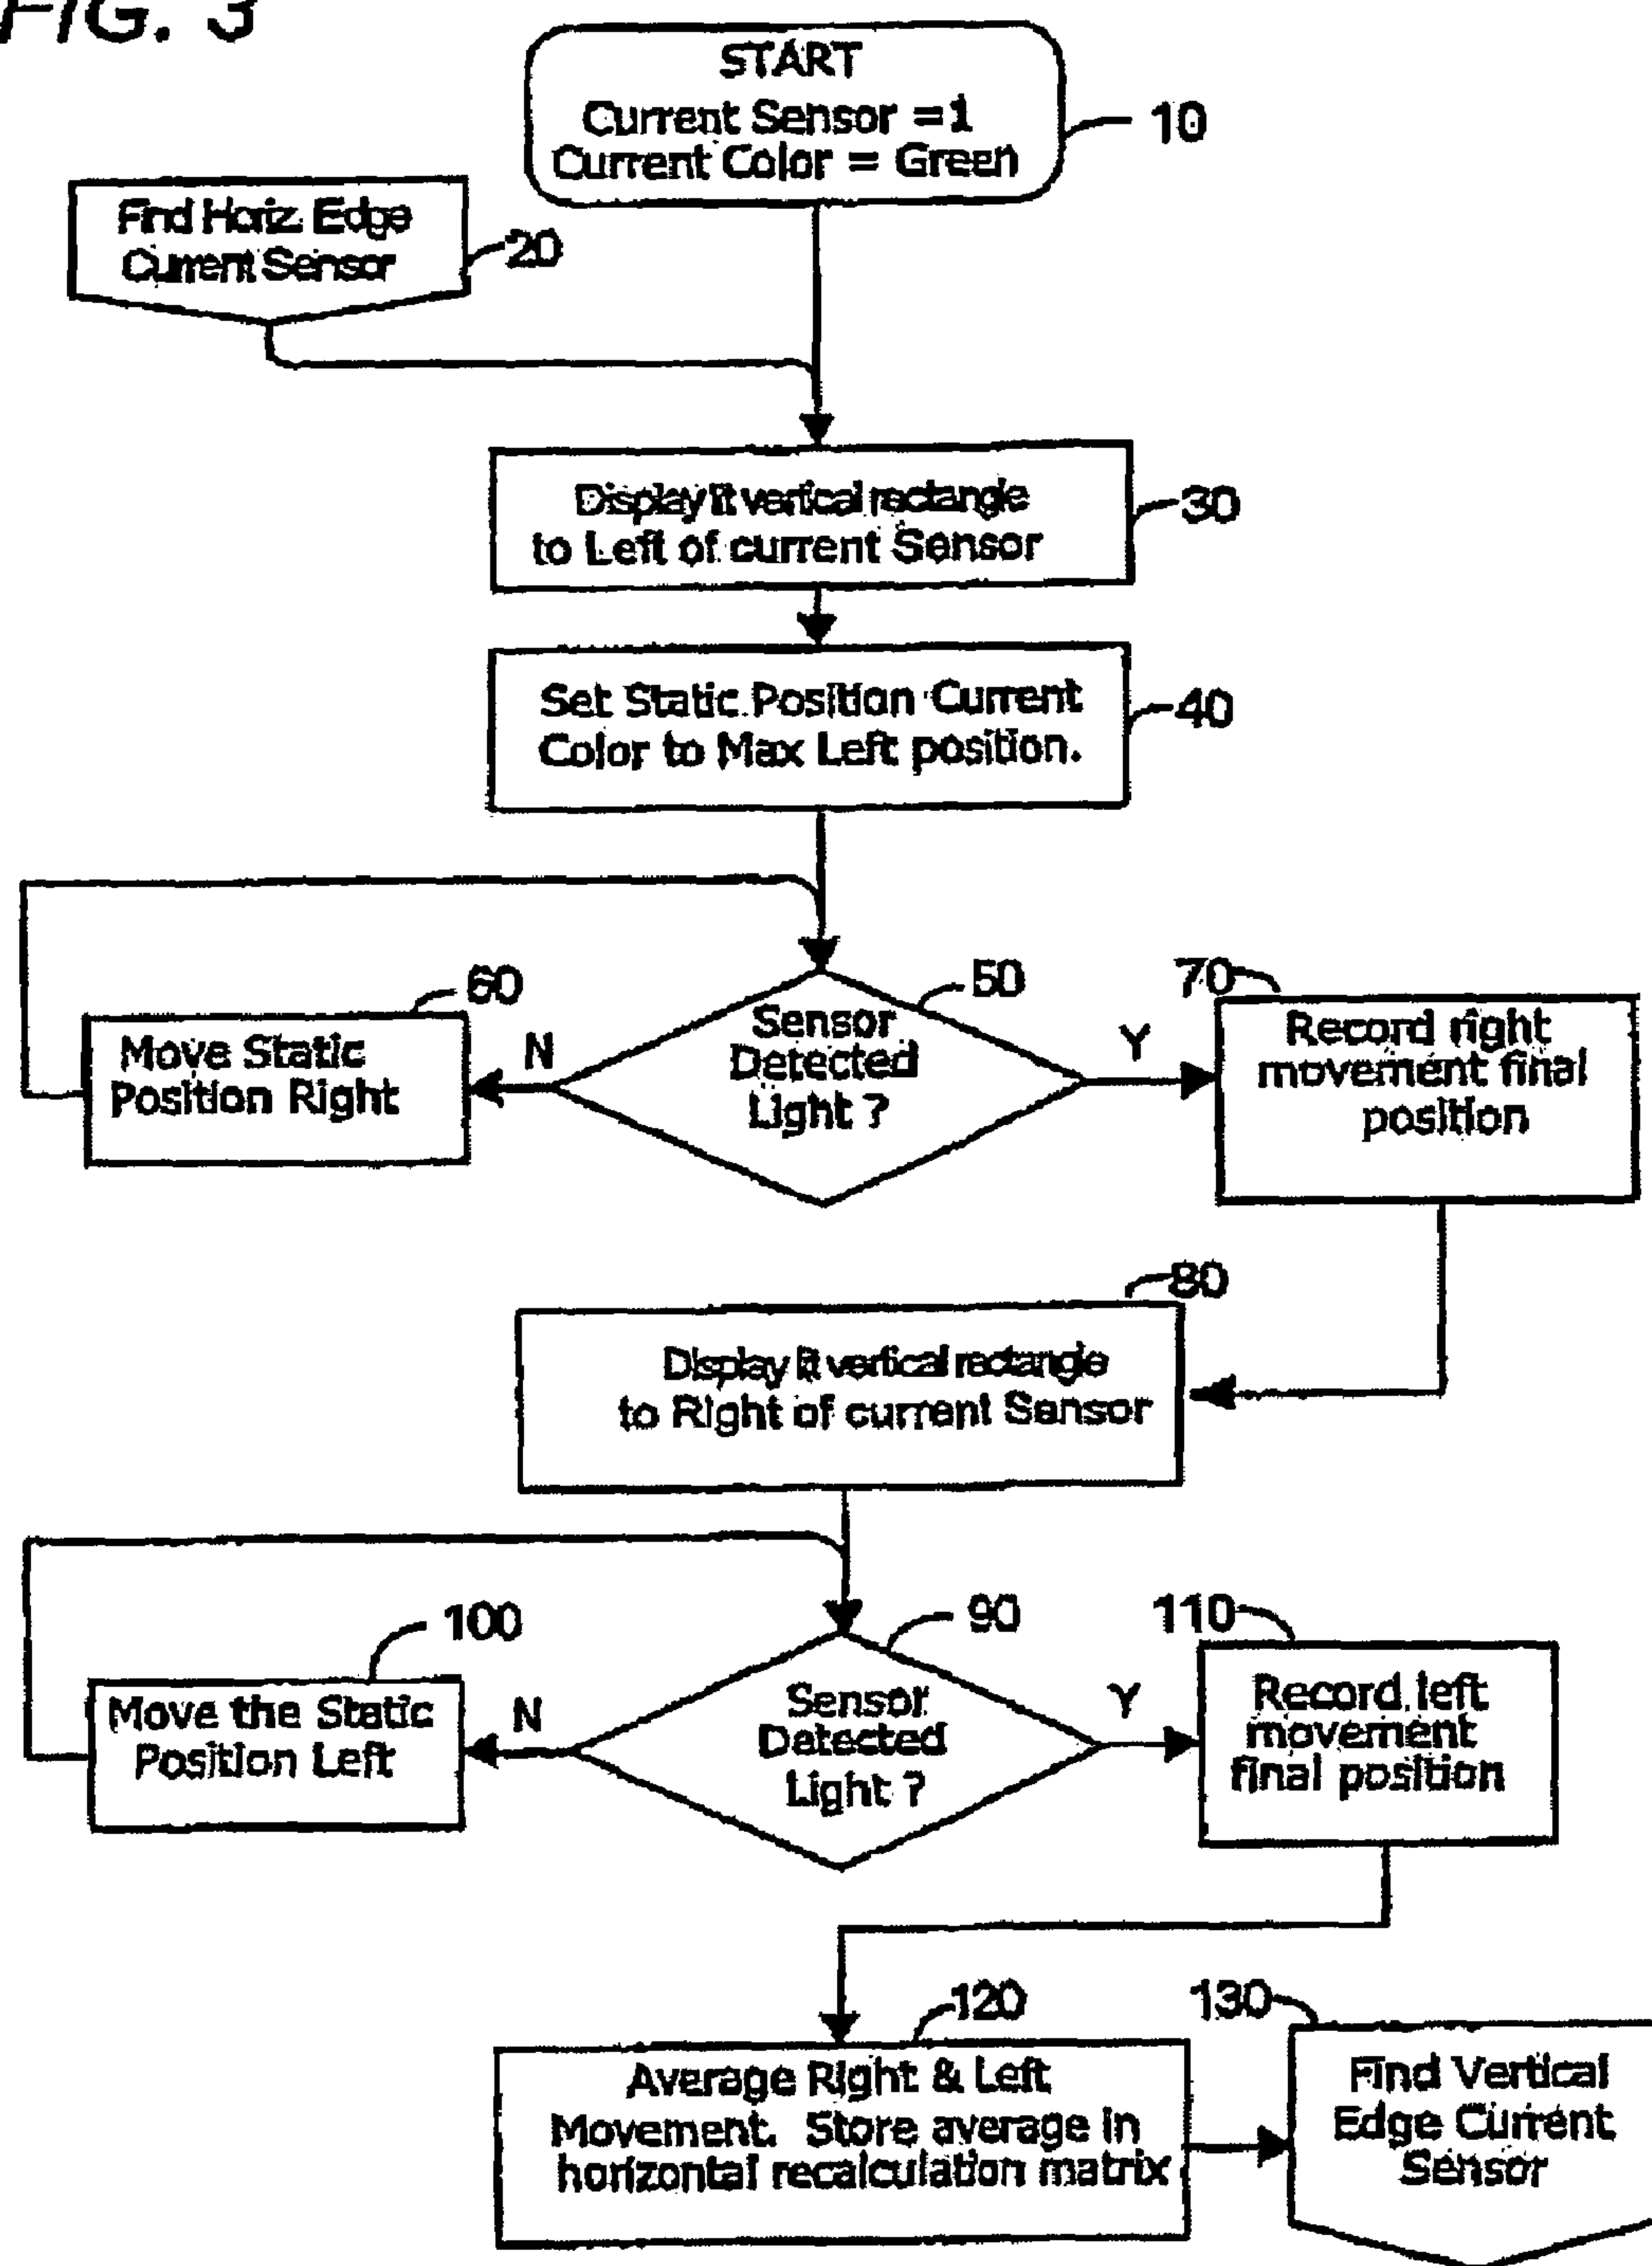 FIG. 3
START
Current Sensor =1
Current Color = Green
10
Find Horiz. Edge
Current Sensor
20
Display lit vertical rectangle
to Left of current Sensor
30
Set Static Position Current
Color to Max Left position.
40
60
Move Static
Position Right
N
50
Sensor
Detected
Light ?
Y
70
Record right
movement final
position
80
Display lit vertical rectangle
to Right of current Sensor
100
Move the Static
Position Left
N
90
Sensor
Detected
Light ?
Y
110
Record left
movement
final position
120
Average Right & Left
Movement. Store average in
horizontal recalculation matrix
130
Find Vertical
Edge Current
Sensor